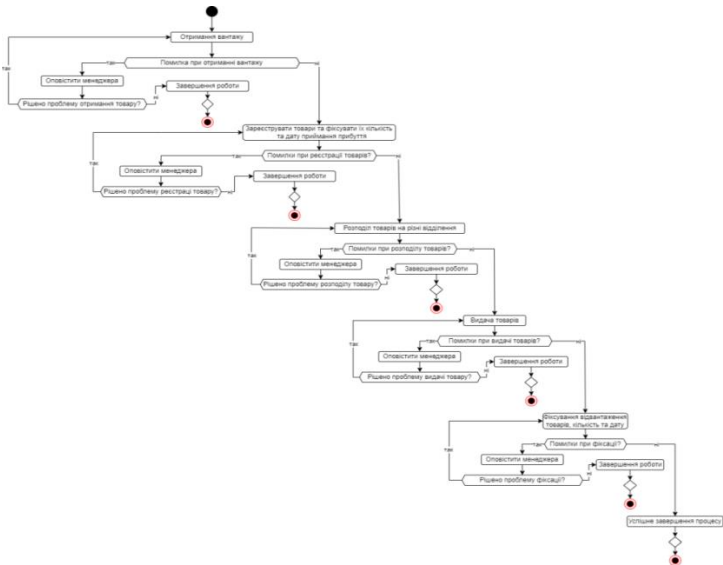 Отримання вантажу
Помилка при отриманні вантажу
так
ні
так
Оповістити менеджера
Завершення роботи
Рішено проблему отримання товару?
ні
Зареєструвати товари та фіксувати їх кількість
та дату приймання прибуття
Помилки при реєстрації товарів?
так
ні
так
Оповістити менеджера
Завершення роботи
Рішено проблему реєстраці товару?
ні
Розподіл товарів на різні відділення
Помилки при розподілу товарів?
так
ні
так
Оповістити менеджера
Завершення роботи
Рішено проблему розподілу товару?
ні
Видача товарів
Помилки при видачі товарів?
так
ні
так
Оповістити менеджера
Завершення роботи
Рішено проблему видачі товару?
ні
Фіксування відвантаження
товарів, кількість та дату
Помилки при фіксації?
так
ні
так
Оповістити менеджера
Завершення роботи
Рішено проблему фіксації?
ні
Успішне завершення процесу